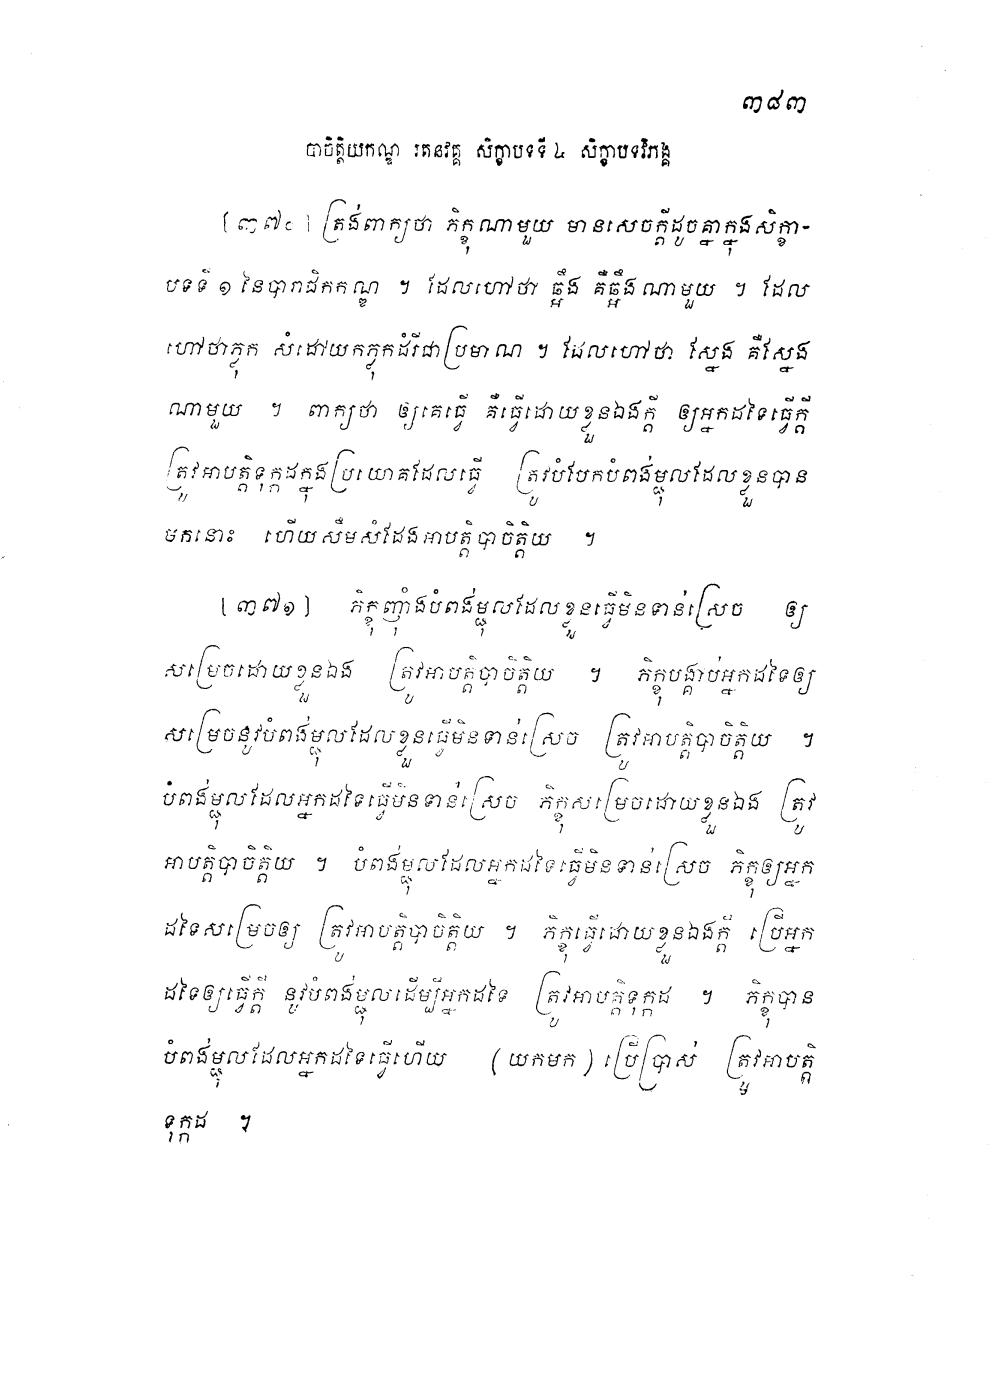 ៣៨៣
បាចិត្តិយកណ្ឌ រតនវគ្គ សិក្ខាបទទី ៤ សិក្ខាបទវិភង្គ
[៣៧០] ត្រង់ពាក្យថា ភិក្ខុណាមួយ មានសេចក្តីដូចគ្នាក្នុងសិក្ខា-
បទទី ១ នៃបារាជិកកណ្ឌ ។ ដែលហៅថា ឆ្អឹង គឺឆ្អឹងណាមួយ ។ ដែល
ហៅថាភ្លុក សំដៅយកភ្លុកដំរីជាប្រមាណ ។ ដែលហៅថា ស្នែង គឺស្នែង
ណាមួយ ។ ពាក្យថា ឲ្យគេធ្វើ គឺធ្វើដោយខ្លួនឯងក្តី ឲ្យអ្នកដទៃធ្វើក្តី
ត្រូវអាបត្តិទុក្កដក្នុងប្រយោគដែលធ្វើ ត្រូវបំបែកបំពង់ម្ជុលដែលខ្លួនបាន
មកនោះ ហើយសឹមសំដែងអាបត្តិបាចិត្តិយ ។
[៣៧១] ភិក្ខុញ៉ាំងបំពង់ម្ជុលដែលខ្លួនធ្វើមិនទាន់ស្រេច ឲ្យ
សម្រេចដោយខ្លួនឯង ត្រូវអាបត្តិបាចិត្តិយ ។ ភិក្ខុបង្គាប់អ្នកដទៃឲ្យ
សម្រេចនូវបំពង់ម្ជុលដែលខ្លួនធ្វើមិនទាន់ស្រេច ត្រូវអាបត្តិបាចិត្តិយ ។
បំពង់ម្ជុលដែលអ្នកដទៃធ្វើមិនទាន់ស្រេច ភិក្ខុសម្រេចដោយខ្លួនឯង ត្រូវ
អាបត្តិបាចិត្តិយ ។ បំពង់ម្ជុលដែលអ្នកដទៃធ្វើមិនទាន់ស្រេច ភិក្ខុឲ្យអ្នក
ដទៃសម្រេចឲ្យ ត្រូវអាបត្តិបាចិត្តិយ ។ ភិក្ខុធ្វើដោយខ្លួនឯងក្តី ប្រើអ្នក
ដទៃឲ្យធ្វើក្តី នូវបំពង់ម្ជុលដើម្បីអ្នកដទៃ ត្រូវអាបត្តិទុក្កដ ។ ភិក្ខុបាន
បំពង់ម្ជុលដែលអ្នកដទៃធ្វើហើយ (យកមក) ប្រើប្រាស់ ត្រូវអាបត្តិ
ទុក្កដ ។